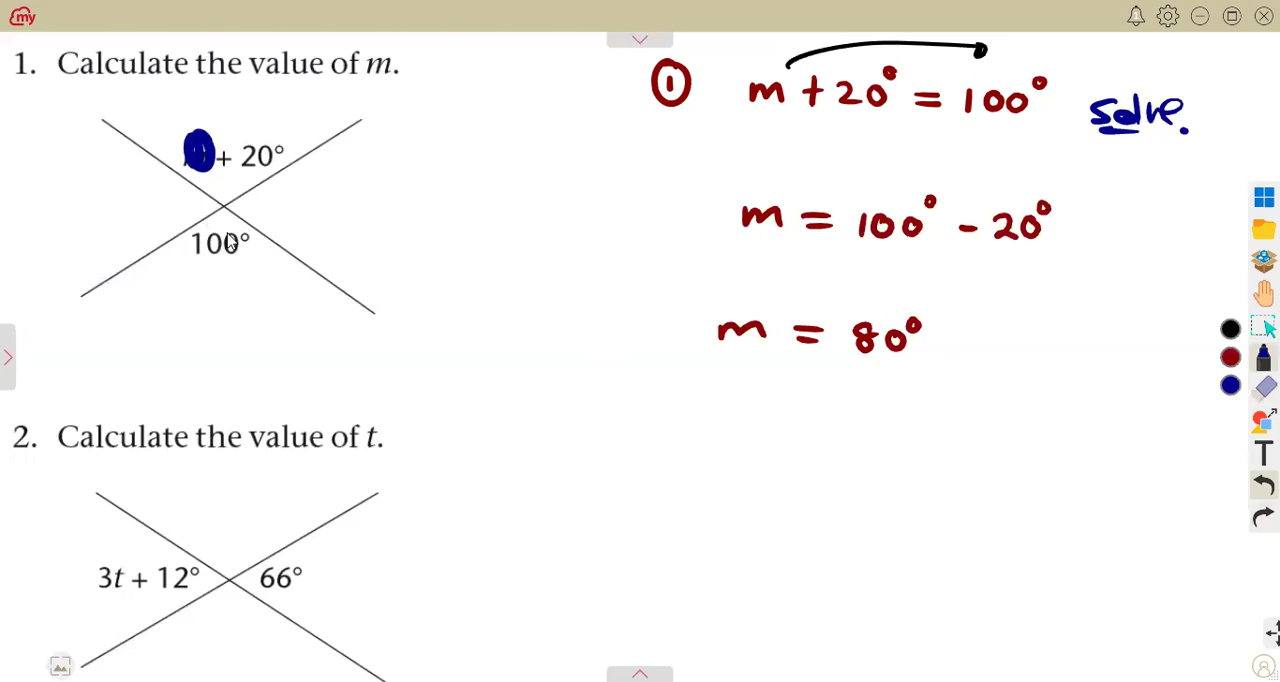 my
1. Calculate the value of m.
+ 20°
100°
① m + 20° = 100°
solve.
m = 100° - 20°
m = 80°
2. Calculate the value of t.
3t + 12°
66°
T